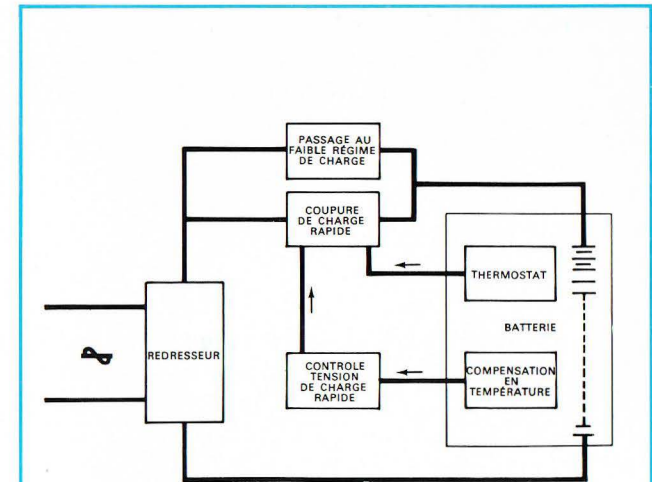 PASSAGE AU
FAIBLE RÉGIME
DE CHARGE
COUPURE
DE CHARGE
RAPIDE
THERMOSTAT
BATTERIE
REDRESSEUR
CONTROLE
TENSION
DE CHARGE
RAPIDE
COMPENSATION
EN
TEMPÉRATURE